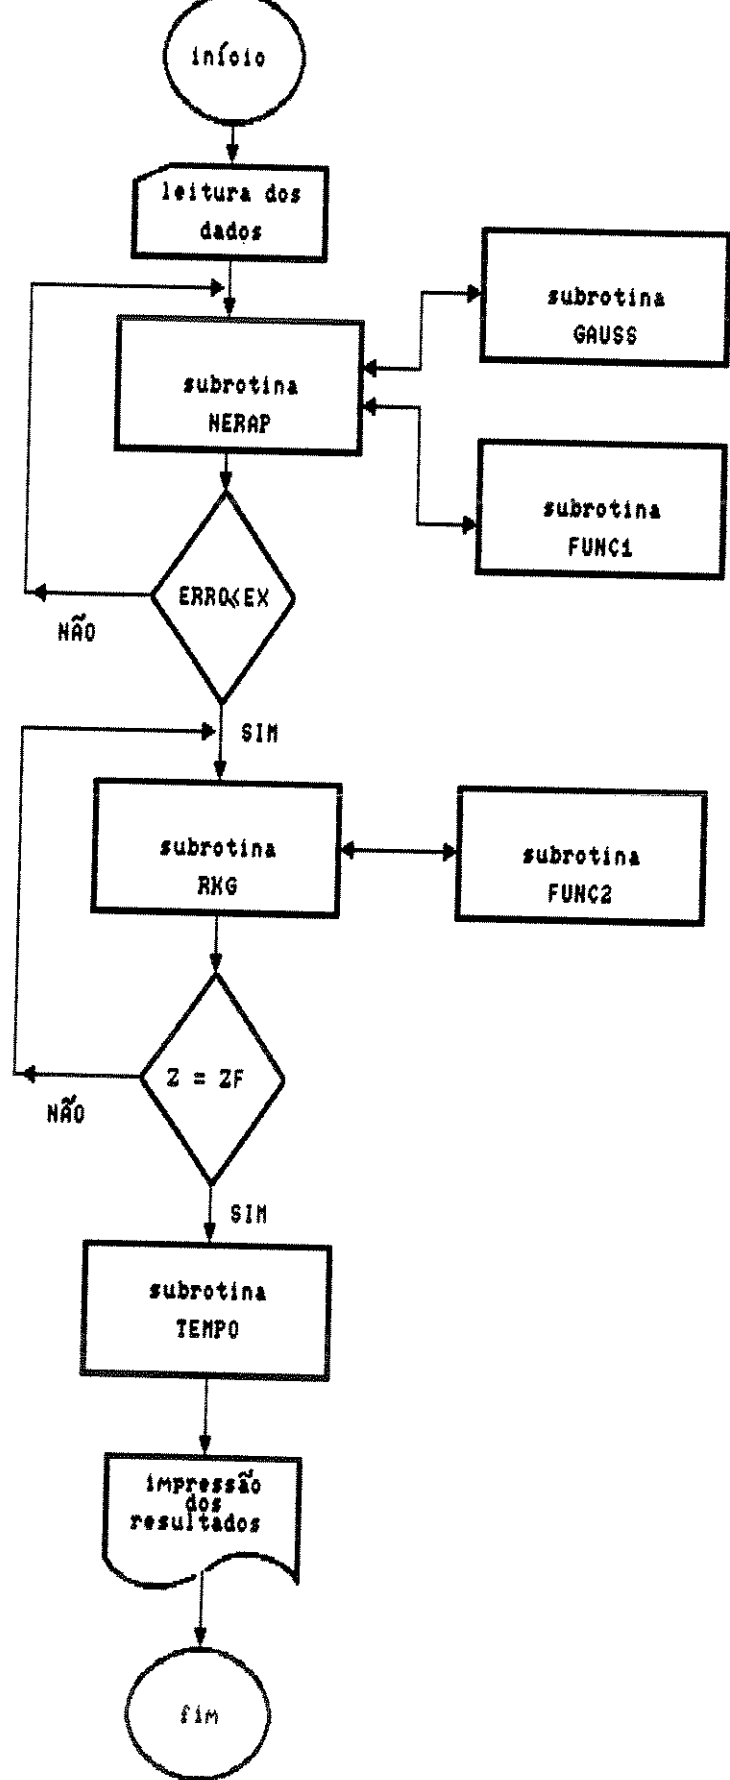 início
leitura dos
dados
subrotina
GAUSS
subrotina
NERAP
subrotina
FUNC1
ERRO<EX
NÃO
SIM
subrotina
RKG
subrotina
FUNC2
Z = ZF
NÃO
SIM
subrotina
TEMPO
impressão
dos
resultados
fim